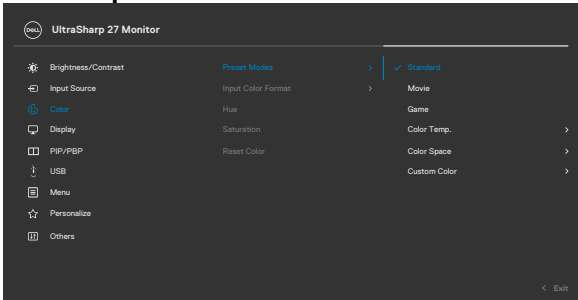 DELL UltraSharp 27 Monitor
Brightness/Contrast Preset Modes Standard
Input Source Input Color Format Movie
Color Hue Game
Display Saturation Color Temp.
PIP/PBP Reset Color Color Space
USB Custom Color
Menu
Personalize
Others
Exit